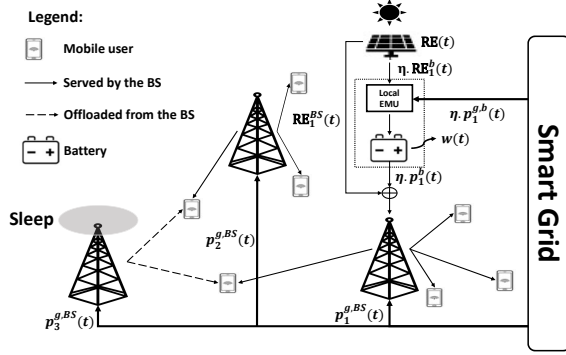 Legend:
Mobile user
Served by the BS
Offloaded from the BS
Battery
Sleep
RE(t)
η.RE₁ᵇ(t)
Local
EMU
RE₁ᴮˢ(t)
η.p₁ᵍ,ᵇ(t)
w(t)
η.p₁ᵇ(t)
p₂ᵍ,ᴮˢ(t)
p₃ᵍ,ᴮˢ(t)
p₁ᵍ,ᴮˢ(t)
Smart Grid